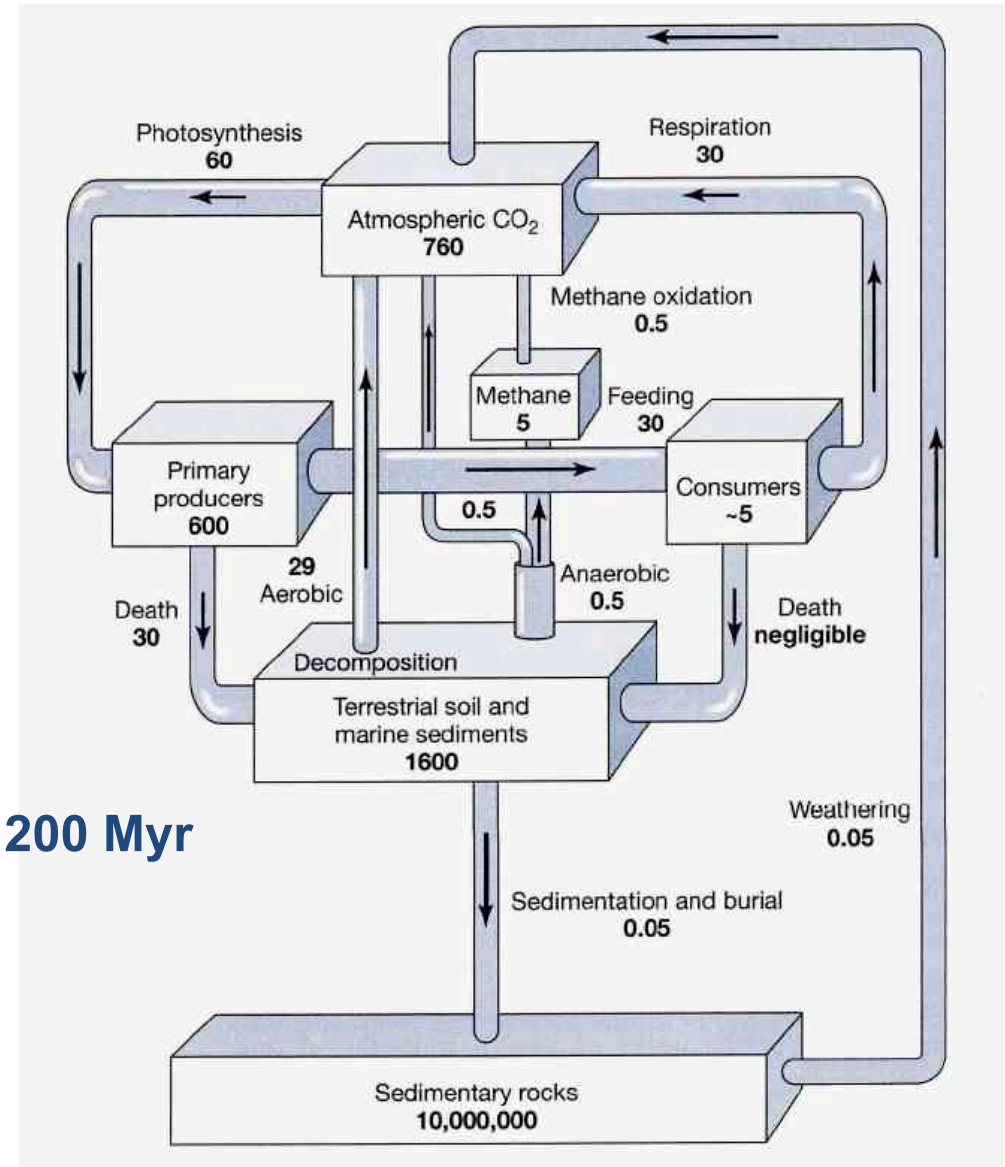 Photosynthesis
60
Respiration
30
Atmospheric CO₂
760
Methane oxidation
0.5
Methane
5
Feeding
30
Primary
producers
600
Consumers
~5
0.5
29
Aerobic
Anaerobic
0.5
Death
30
Death
negligible
Decomposition
Terrestrial soil and
marine sediments
1600
200 Myr
Weathering
0.05
Sedimentation and burial
0.05
Sedimentary rocks
10,000,000